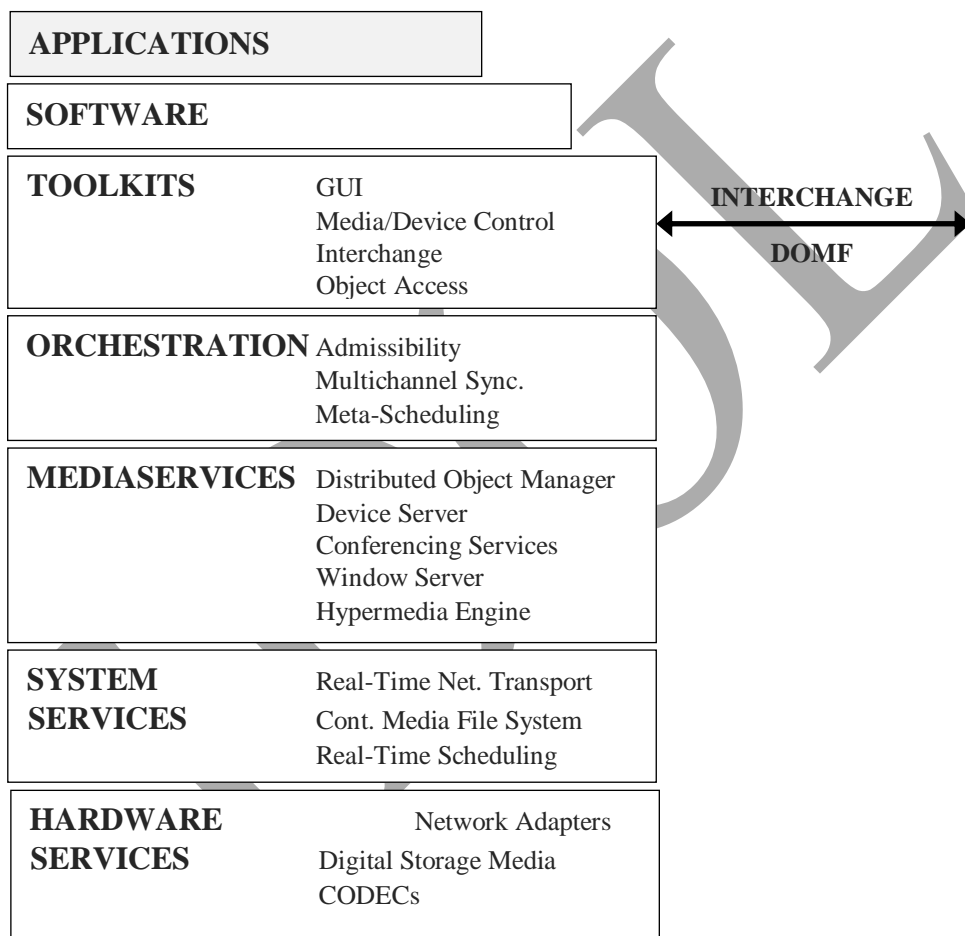 APPLICATIONS
SOFTWARE
TOOLKITS GUI
Media/Device Control
Interchange
Object Access
INTERCHANGE
DOMF
ORCHESTRATION Admissibility
Multichannel Sync.
Meta-Scheduling
MEDIASERVICES Distributed Object Manager
Device Server
Conferencing Services
Window Server
Hypermedia Engine
SYSTEM Real-Time Net. Transport
SERVICES Cont. Media File System
Real-Time Scheduling
HARDWARE Network Adapters
SERVICES Digital Storage Media
CODECs